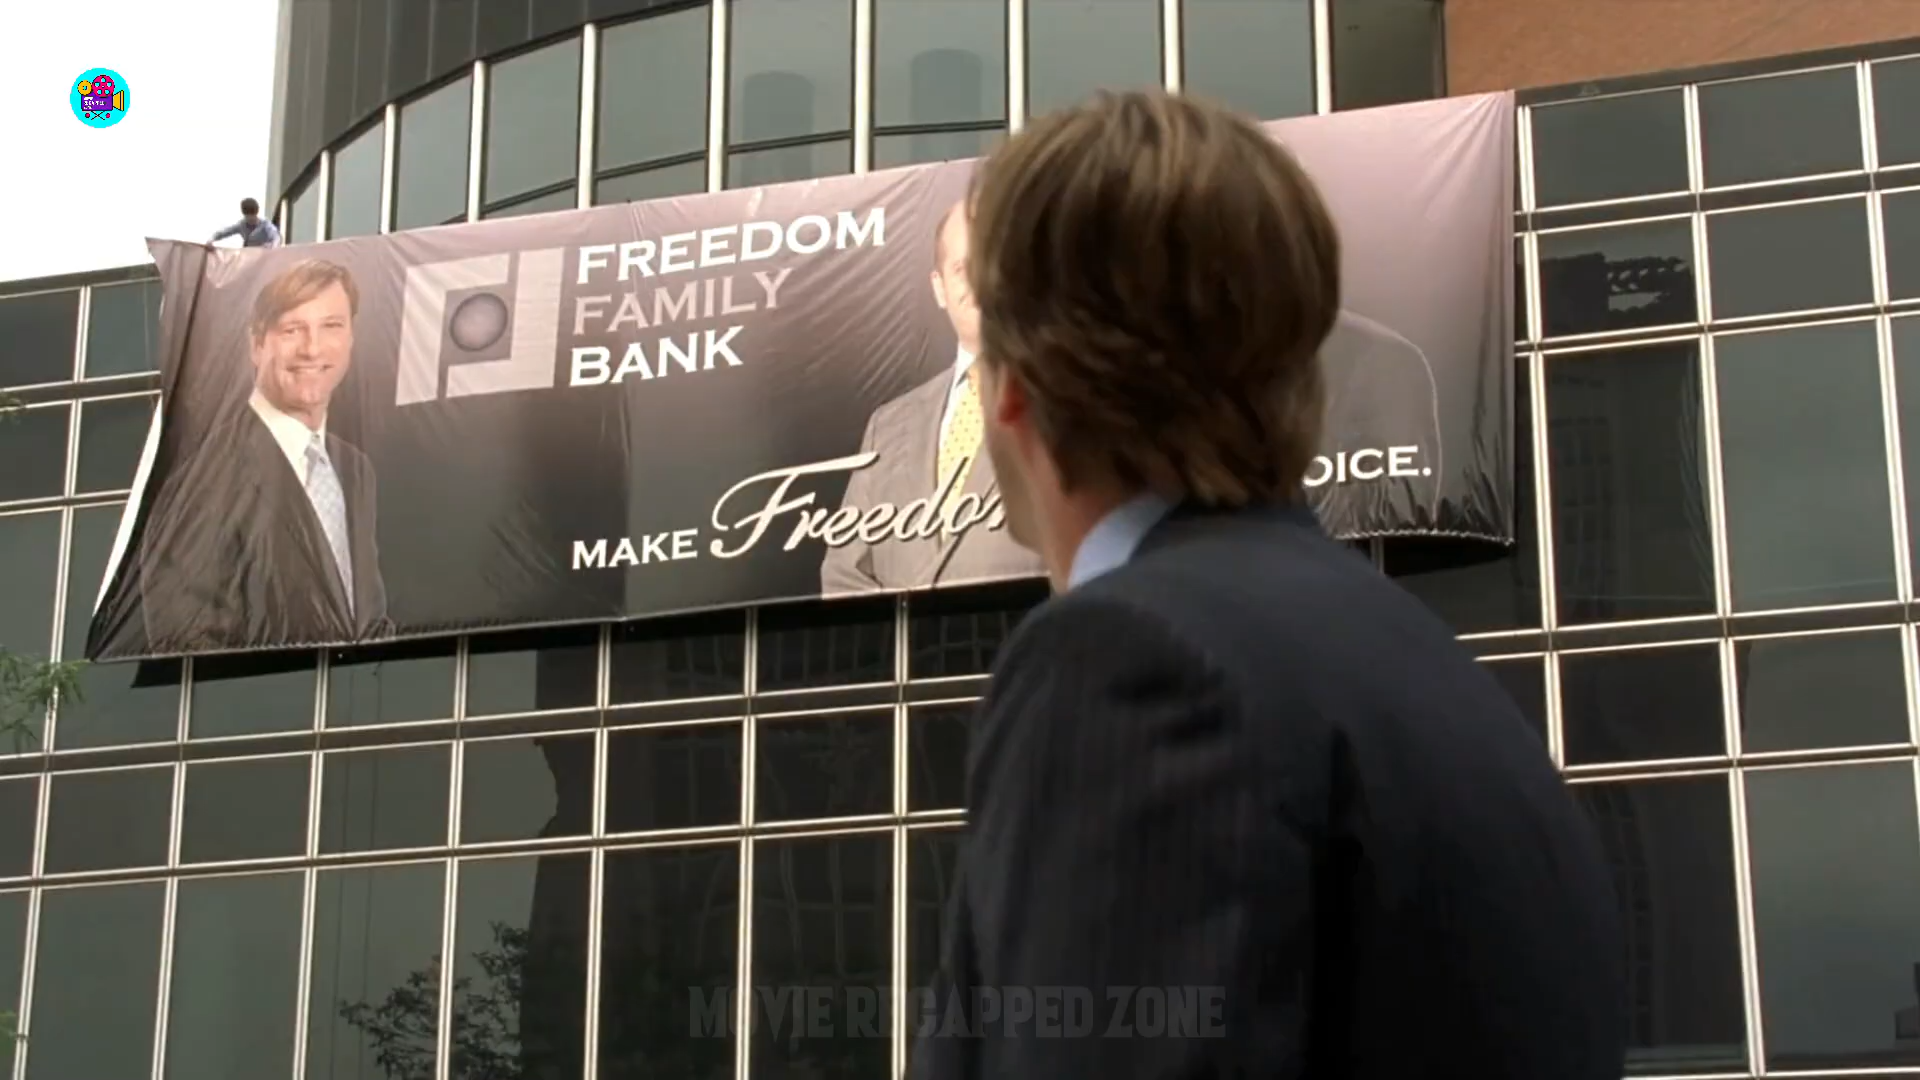 FREEDOM
FAMILY
BANK
MAKE Freedo OICE.
MOVIE RECAPPED ZONE